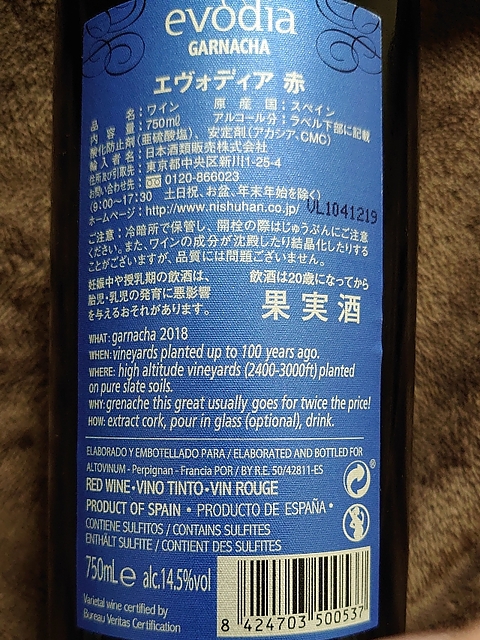 evòdia
GARNACHA
エヴォディア 赤
品名：ワイン 原産国：スペイン
内容量：750mℓ アルコール分：ラベル下部に記載
酸化防止剤（亜硫酸塩）、安定剤（アカシア、CMC）
輸入者名：日本酒類販売株式会社
住所及び引取先：東京都中央区新川1-25-4
お問い合わせ先：0120-866023
（9:00〜17:30 土日祝、お盆、年末年始を除く）
ホームページ：http://www.nishuhan.co.jp/ VL1041219
ご注意：冷暗所で保管し、開栓の際はじゅうぶんにご注意
ください。また、ワインの成分が沈殿したり結晶化したりする
ことがございますが、品質には問題ございません。
妊娠中や授乳期の飲酒は、
胎児・乳児の発育に悪影響
を与えるおそれがあります。
飲酒は20歳になってから
果実酒
WHAT: garnacha 2018
WHEN: vineyards planted up to 100 years ago.
WHERE: high altitude vineyards (2400-3000ft) planted
on pure slate soils.
WHY: grenache this great usually goes for twice the price!
HOW: extract cork, pour in glass (optional), drink.
ELABORADO Y EMBOTELLADO PARA / ELABORATED AND BOTTLED FOR
ALTOVINUM - Perpignan - Francia POR / BY R.E. 50/42811-ES
RED WINE • VINO TINTO • VIN ROUGE
PRODUCT OF SPAIN • PRODUCTO DE ESPAÑA •
CONTIENE SULFITOS / CONTAINS SULFITES
ENTHÄLT SULFITE / CONTIENT DES SULFITES
750mL e alc.14.5%vol
Varietal wine certified by
Bureau Veritas Certification
8 424703 500537